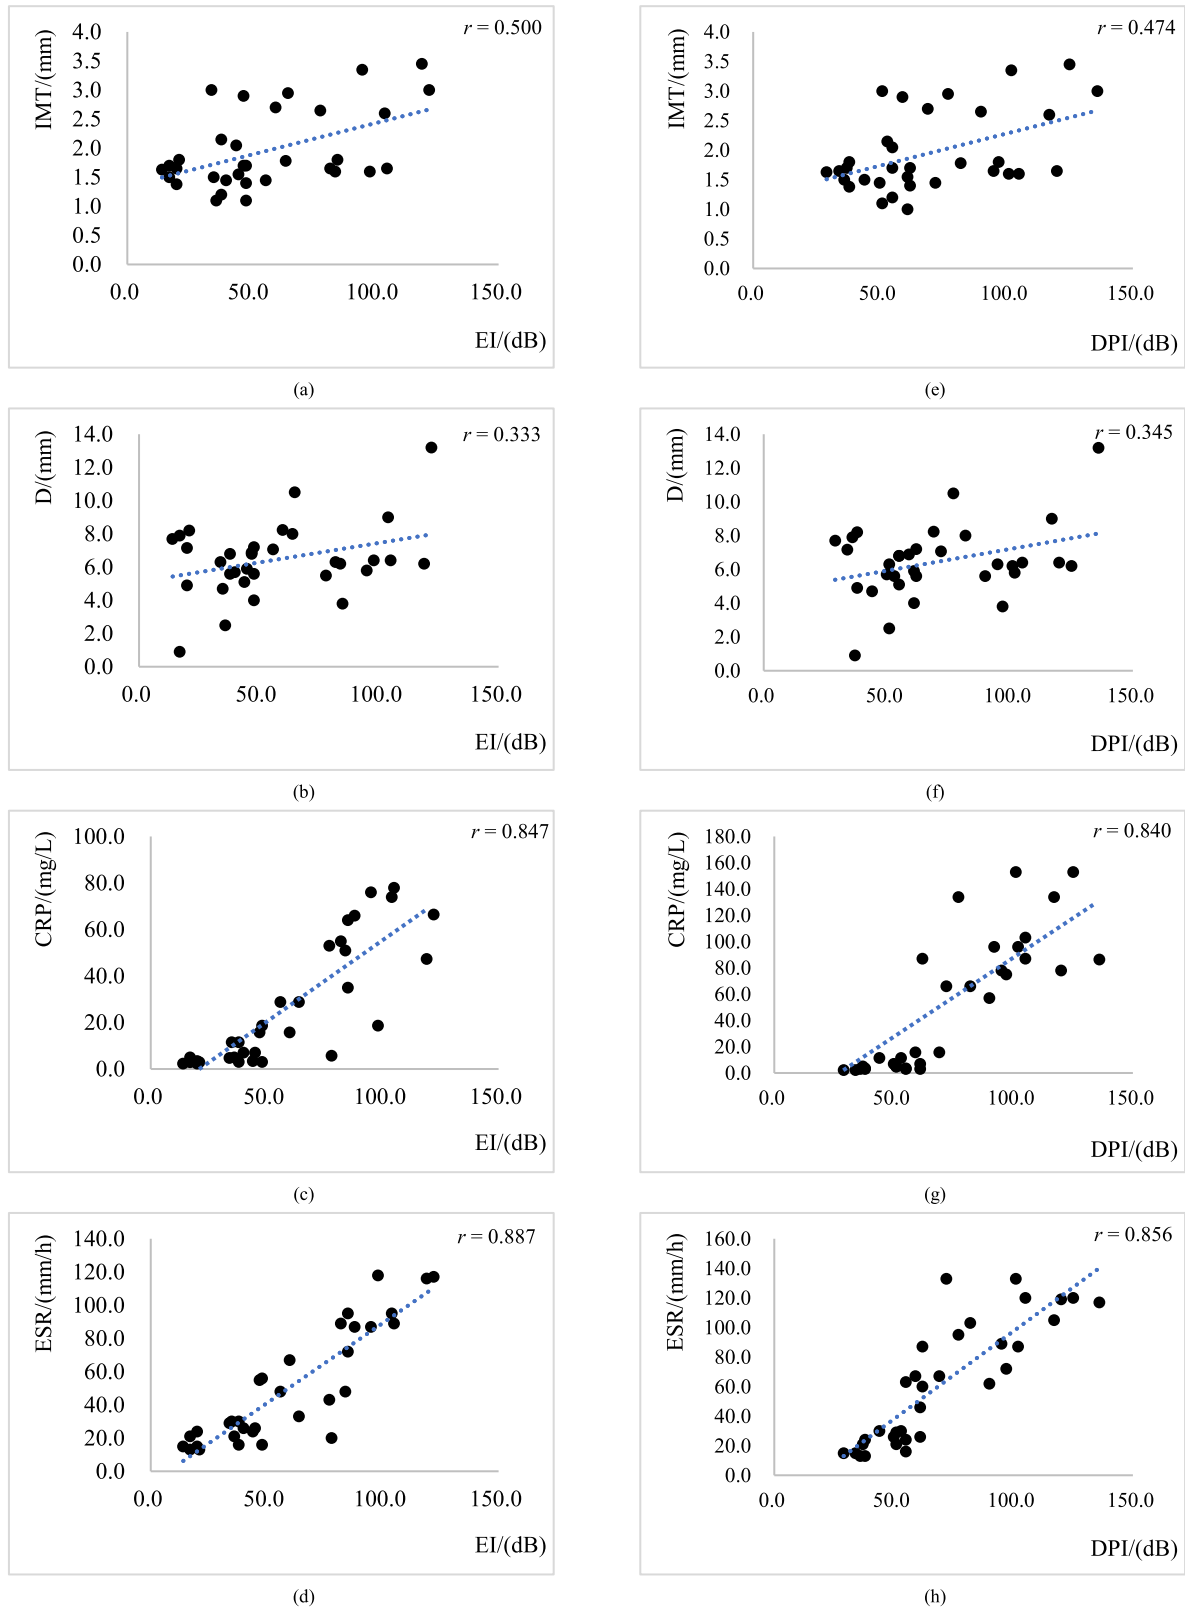 r = 0.500
IMT/(mm)
4.0
3.5
3.0
2.5
2.0
1.5
1.0
0.5
0.0
0.0 50.0 100.0 150.0
EI/(dB)
(a)
r = 0.474
IMT/(mm)
4.0
3.5
3.0
2.5
2.0
1.5
1.0
0.5
0.0
0.0 50.0 100.0 150.0
DPI/(dB)
(e)
r = 0.333
D/(mm)
14.0
12.0
10.0
8.0
6.0
4.0
2.0
0.0
0.0 50.0 100.0 150.0
EI/(dB)
(b)
r = 0.345
D/(mm)
14.0
12.0
10.0
8.0
6.0
4.0
2.0
0.0
0.0 50.0 100.0 150.0
DPI/(dB)
(f)
r = 0.847
CRP/(mg/L)
100.0
80.0
60.0
40.0
20.0
0.0
0.0 50.0 100.0 150.0
EI/(dB)
(c)
r = 0.840
CRP/(mg/L)
180.0
160.0
140.0
120.0
100.0
80.0
60.0
40.0
20.0
0.0
0.0 50.0 100.0 150.0
DPI/(dB)
(g)
r = 0.887
ESR/(mm/h)
140.0
120.0
100.0
80.0
60.0
40.0
20.0
0.0
0.0 50.0 100.0 150.0
EI/(dB)
(d)
r = 0.856
ESR/(mm/h)
160.0
140.0
120.0
100.0
80.0
60.0
40.0
20.0
0.0
0.0 50.0 100.0 150.0
DPI/(dB)
(h)